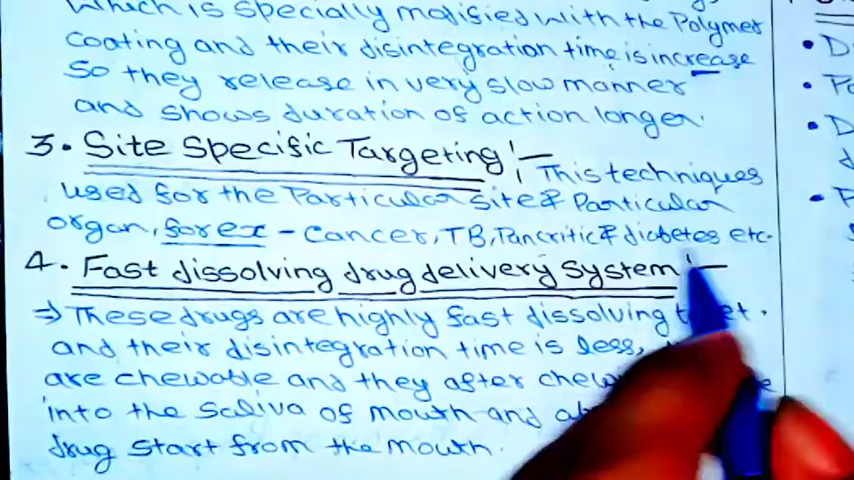 which is specially modified with the Polymer
coating and their disintegration time is increase
So they release in very slow manner
and shows duration of action longer.
3. Site Specific Targeting :- This techniques
used for the Particular site & Particular
organ, for ex - Cancer, TB, Pancritic & diabetes etc.
4. Fast dissolving drug delivery system :-
⇒ These drugs are highly fast dissolving
and their disintegration time is less,
are chewable and they after
into the saliva of mouth and
drug start from the mouth.